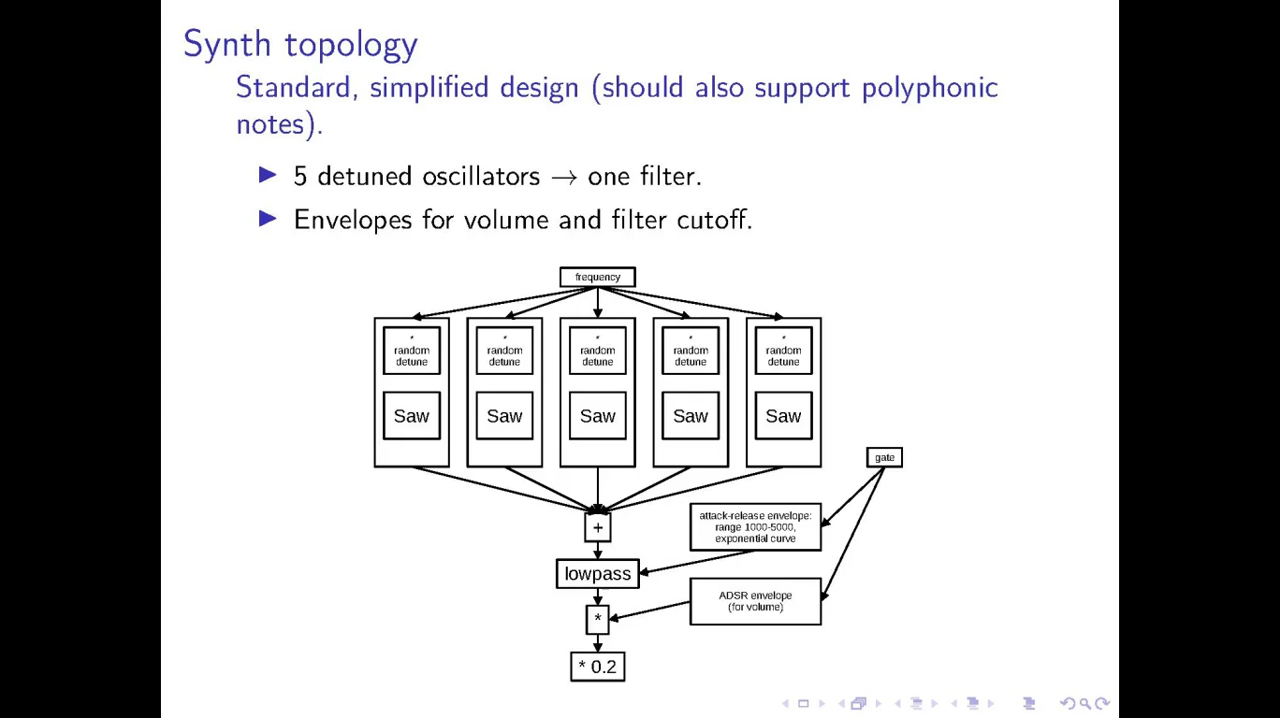 Synth topology
Standard, simplified design (should also support polyphonic
notes).
▶ 5 detuned oscillators → one filter.
▶ Envelopes for volume and filter cutoff.
frequency
*
random
detune
*
random
detune
*
random
detune
*
random
detune
*
random
detune
Saw
Saw
Saw
Saw
Saw
gate
attack-release envelope:
range 1000-5000,
exponential curve
+
lowpass
ADSR envelope
(for volume)
*
* 0.2